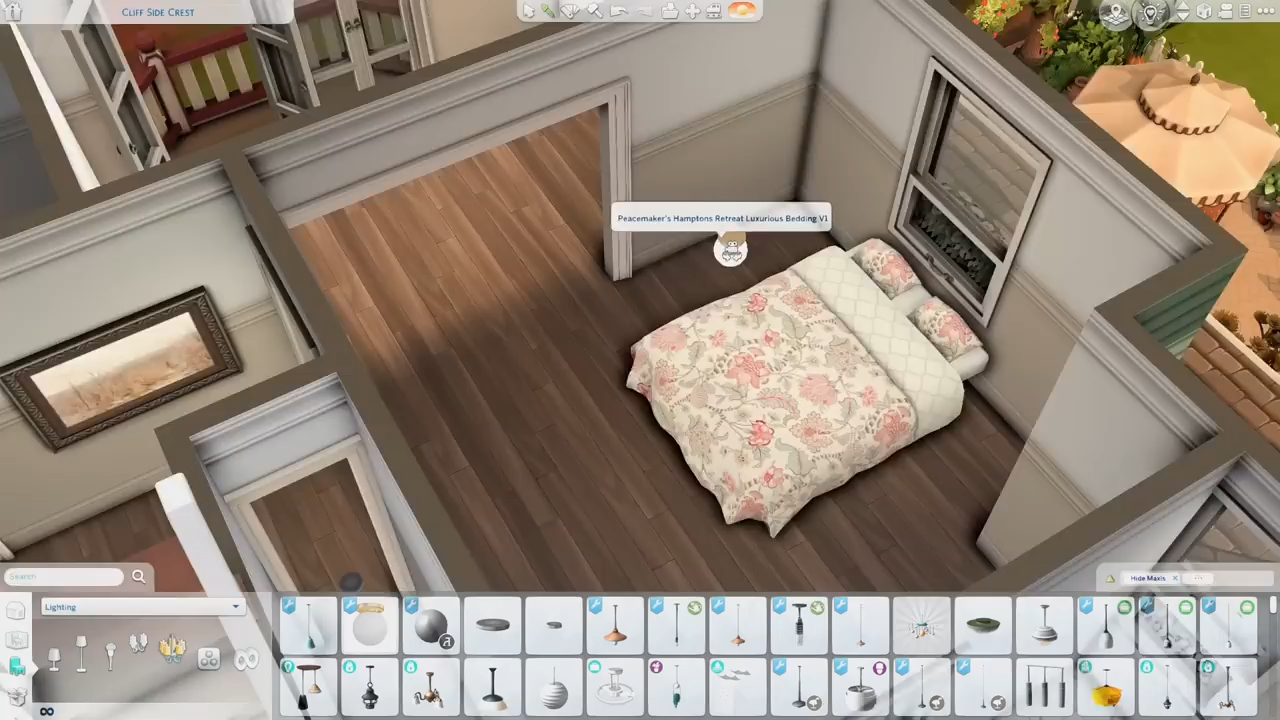 CLIFF SIDE CREST
Peacemaker's Hamptons Retreat Luxurious Bedding V1
Search
Hide Maxis ×
Lighting